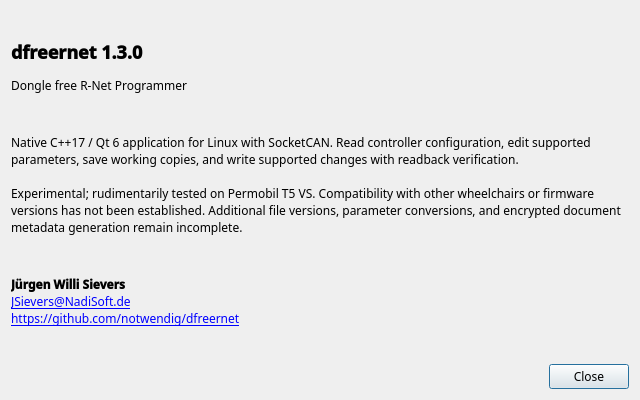 dfreernet 1.3.0
Dongle free R-Net Programmer
Native C++17 / Qt 6 application for Linux with SocketCAN. Read controller configuration, edit supported
parameters, save working copies, and write supported changes with readback verification.
Experimental; rudimentarily tested on Permobil T5 VS. Compatibility with other wheelchairs or firmware
versions has not been established. Additional file versions, parameter conversions, and encrypted document
metadata generation remain incomplete.
Jürgen Willi Sievers
JSievers@NadiSoft.de
https://github.com/notwendig/dfreernet
Close